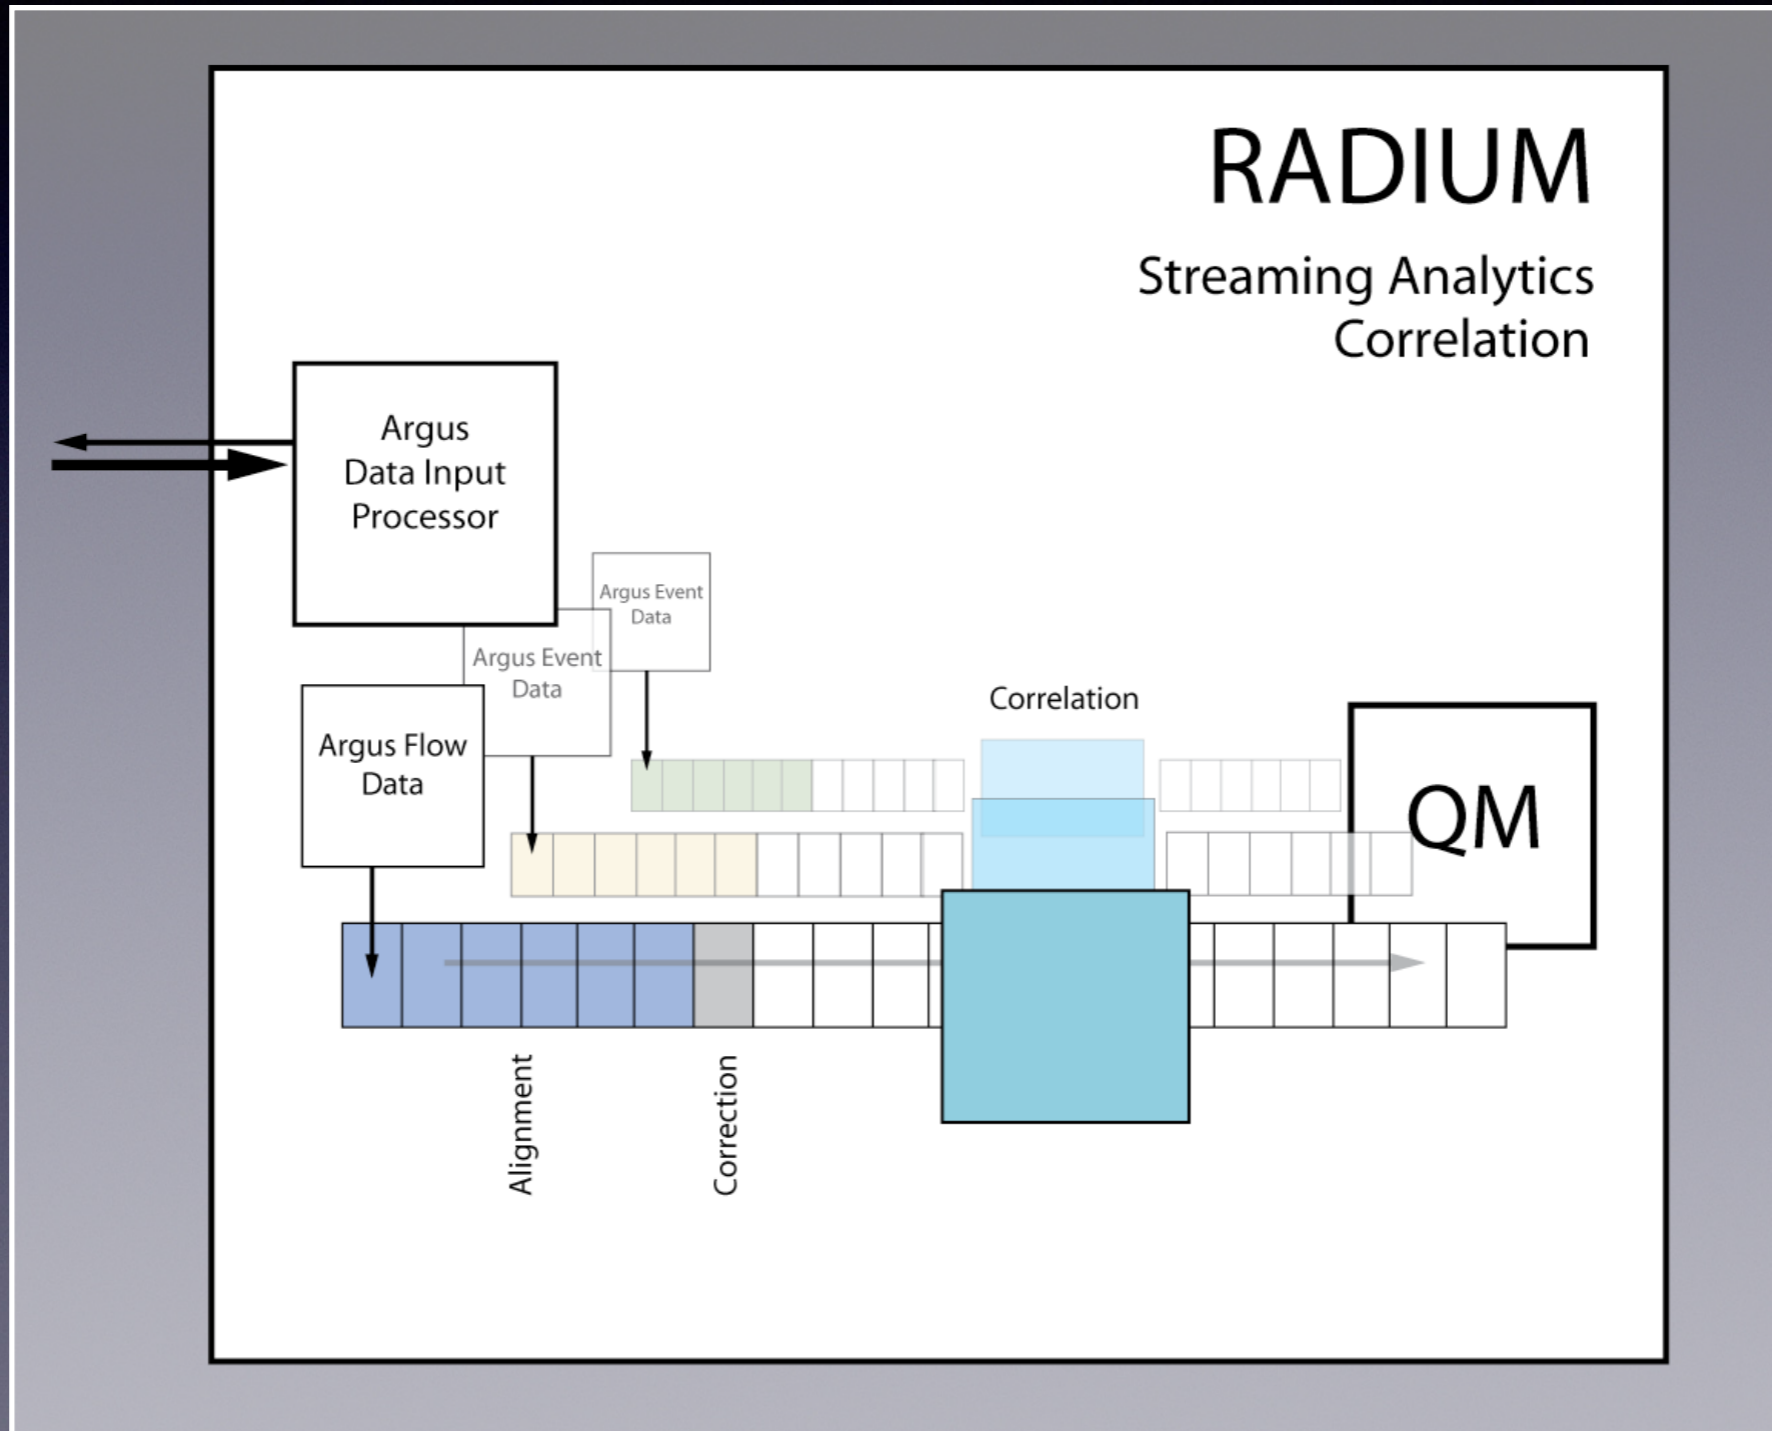 RADIUM
Streaming Analytics
Correlation
Argus
Data Input
Processor
Argus Event
Data
Argus Event
Data
Argus Flow
Data
Correlation
QM
Alignment
Correction